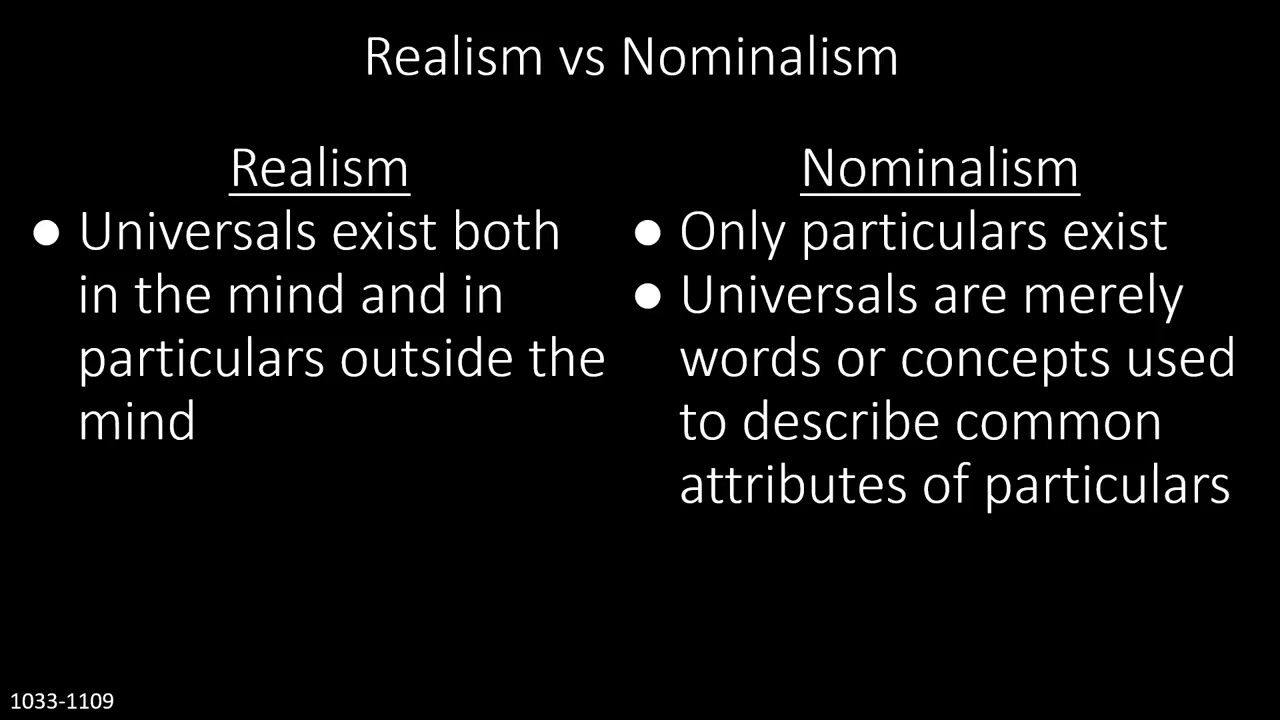 Realism vs Nominalism
Realism
● Universals exist both
in the mind and in
particulars outside the
mind
Nominalism
● Only particulars exist
● Universals are merely
words or concepts used
to describe common
attributes of particulars
1033-1109